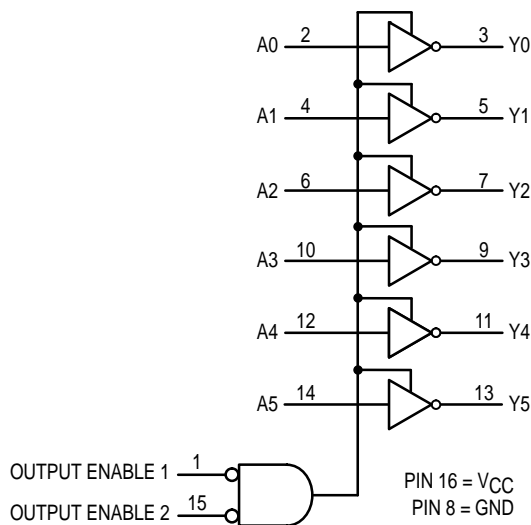 A0 2 3 Y0
A1 4 5 Y1
A2 6 7 Y2
A3 10 9 Y3
A4 12 11 Y4
A5 14 13 Y5
OUTPUT ENABLE 1 1
OUTPUT ENABLE 2 15
PIN 16 = VCC
PIN 8 = GND